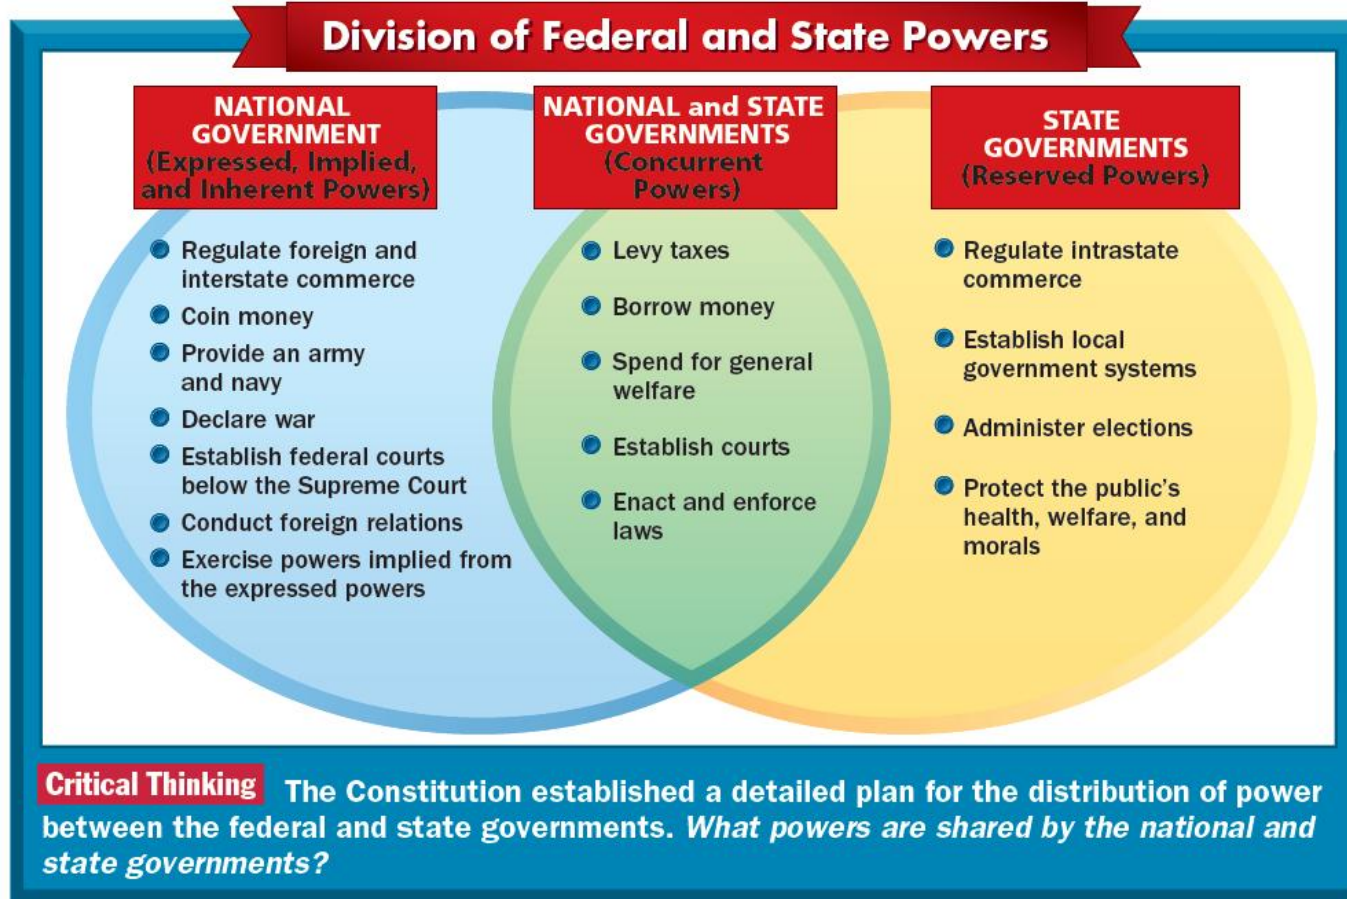 Division of Federal and State Powers
NATIONAL
GOVERNMENT
(Expressed, Implied,
and Inherent Powers)
Regulate foreign and
interstate commerce
Coin money
Provide an army
and navy
Declare war
Establish federal courts
below the Supreme Court
Conduct foreign relations
Exercise powers implied from
the expressed powers
NATIONAL and STATE
GOVERNMENTS
(Concurrent
Powers)
Levy taxes
Borrow money
Spend for general
welfare
Establish courts
Enact and enforce
laws
STATE
GOVERNMENTS
(Reserved Powers)
Regulate intrastate
commerce
Establish local
government systems
Administer elections
Protect the public’s
health, welfare, and
morals
Critical Thinking The Constitution established a detailed plan for the distribution of power
between the federal and state governments. What powers are shared by the national and
state governments?